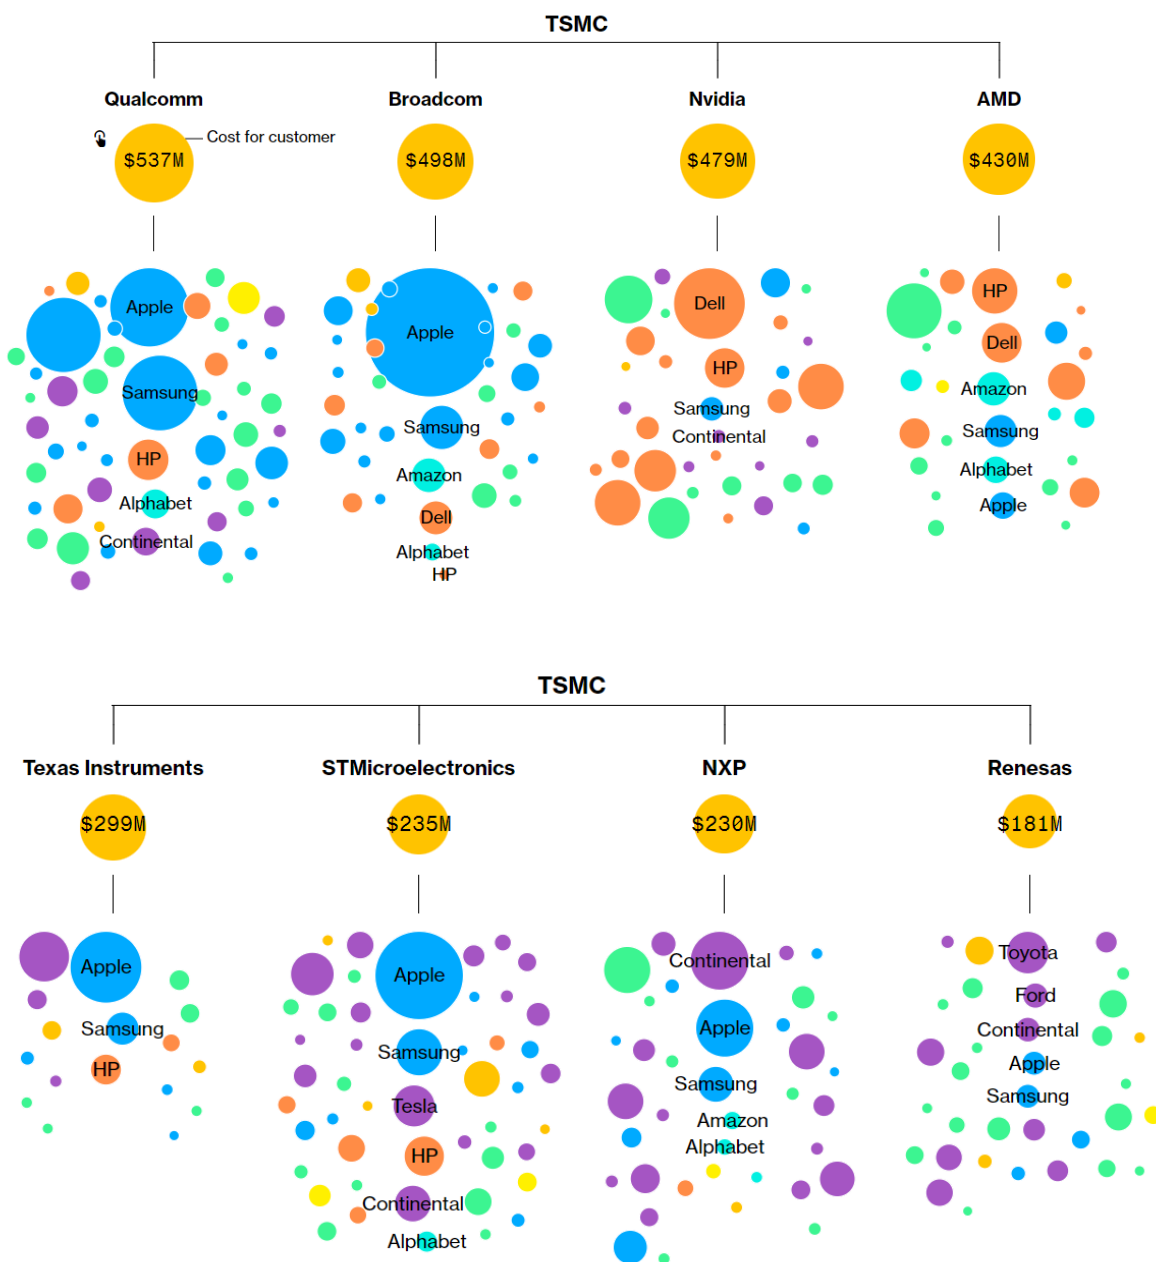 TSMC
Qualcomm
Broadcom
Nvidia
AMD
Cost for customer
$537M
$498M
$479M
$430M
Apple
Samsung
HP
Alphabet
Continental
Apple
Samsung
Amazon
Dell
Alphabet
HP
Dell
HP
Samsung
Continental
HP
Dell
Amazon
Samsung
Alphabet
Apple
TSMC
Texas Instruments
STMicroelectronics
NXP
Renesas
$299M
$235M
$230M
$181M
Apple
Samsung
HP
Apple
Samsung
Tesla
HP
Continental
Alphabet
Continental
Apple
Samsung
Amazon
Alphabet
Toyota
Ford
Continental
Apple
Samsung